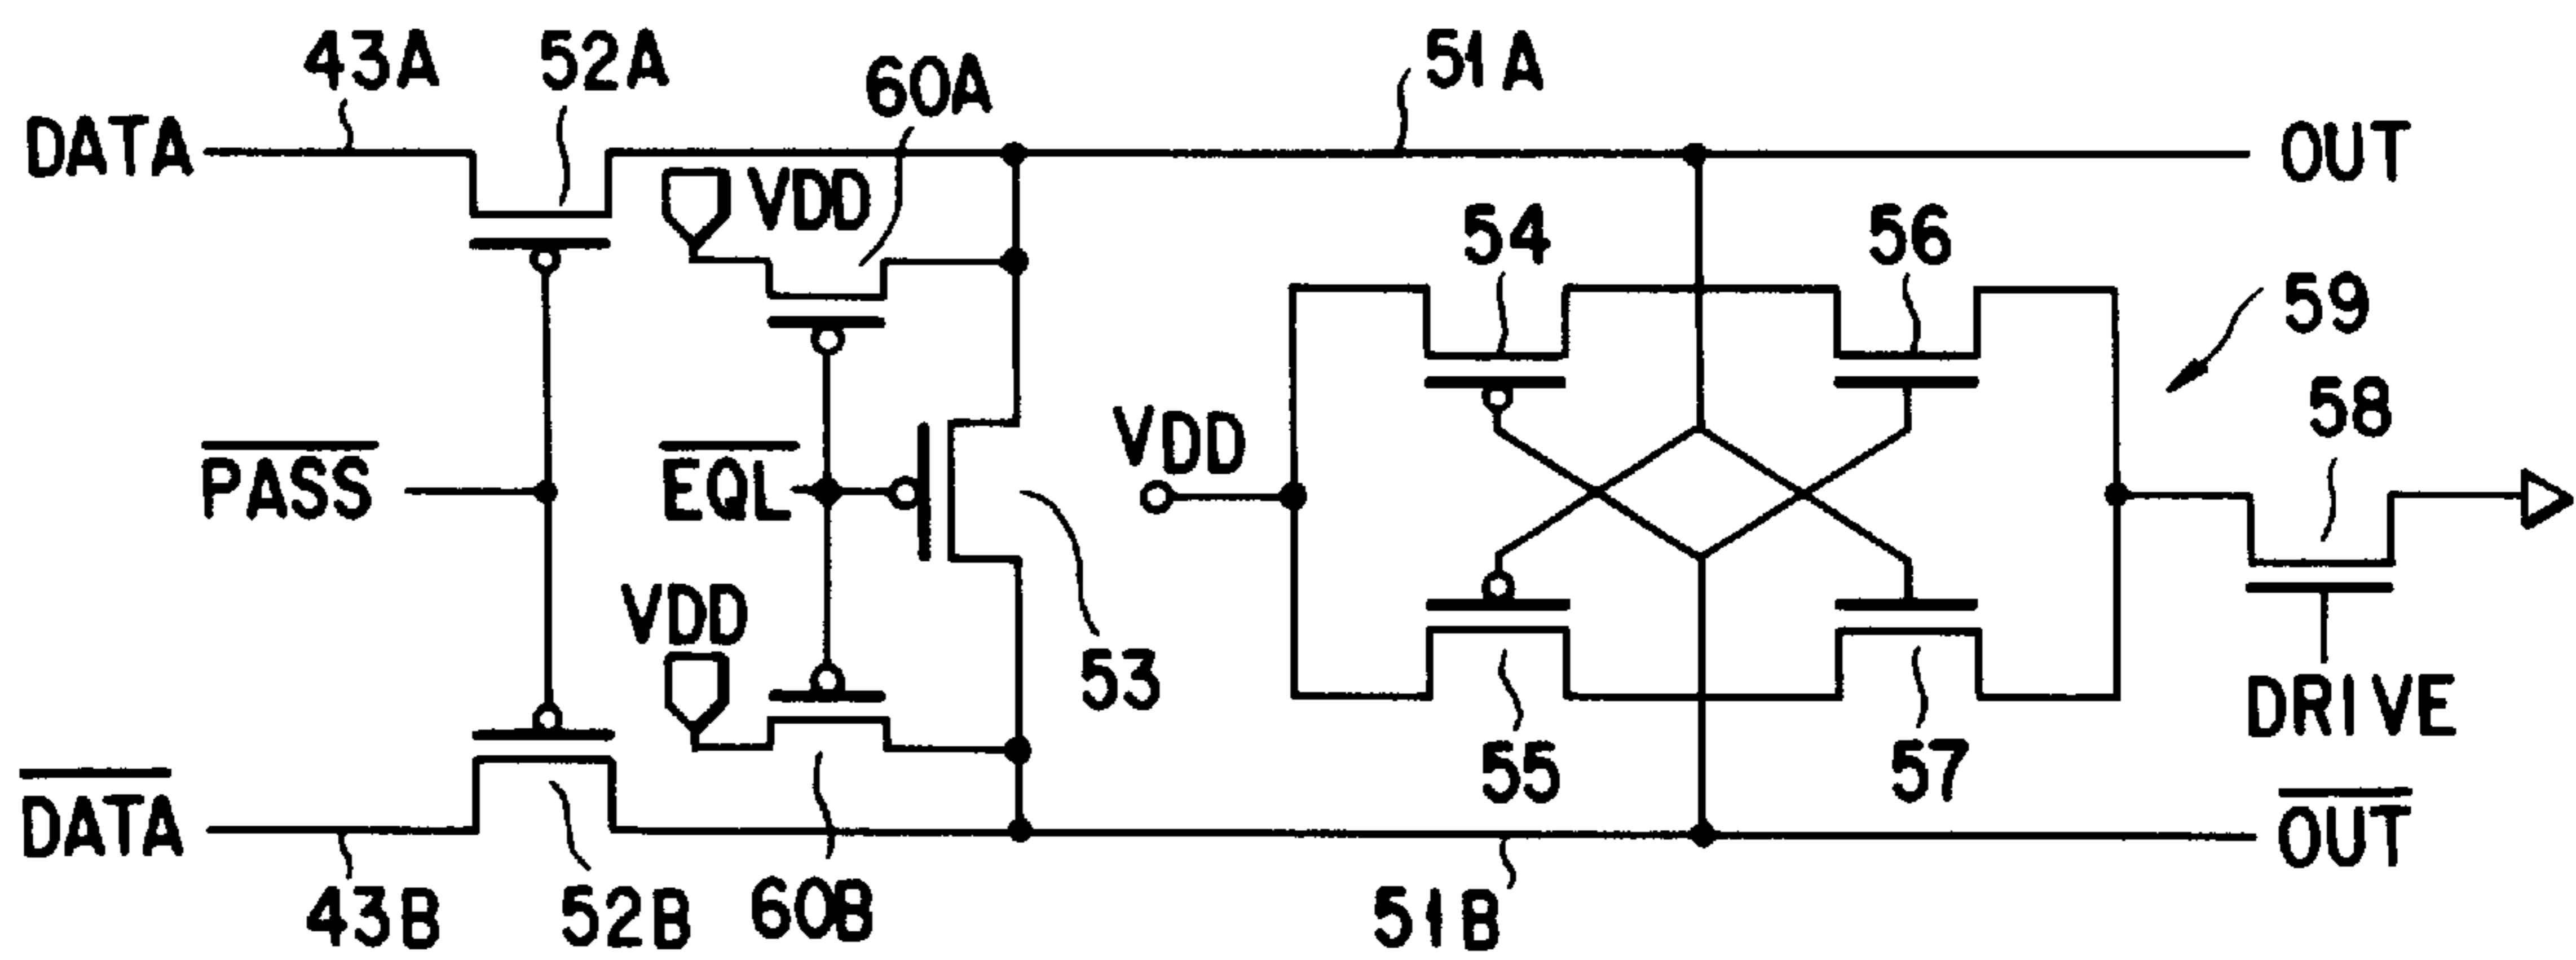 43A 52A 60A 51A
DATA OUT
VDD
54 56 59
58
PASS EQL VDD
VDD
53 DRIVE
55 57
DATA OUT
43B 52B 60B 51B